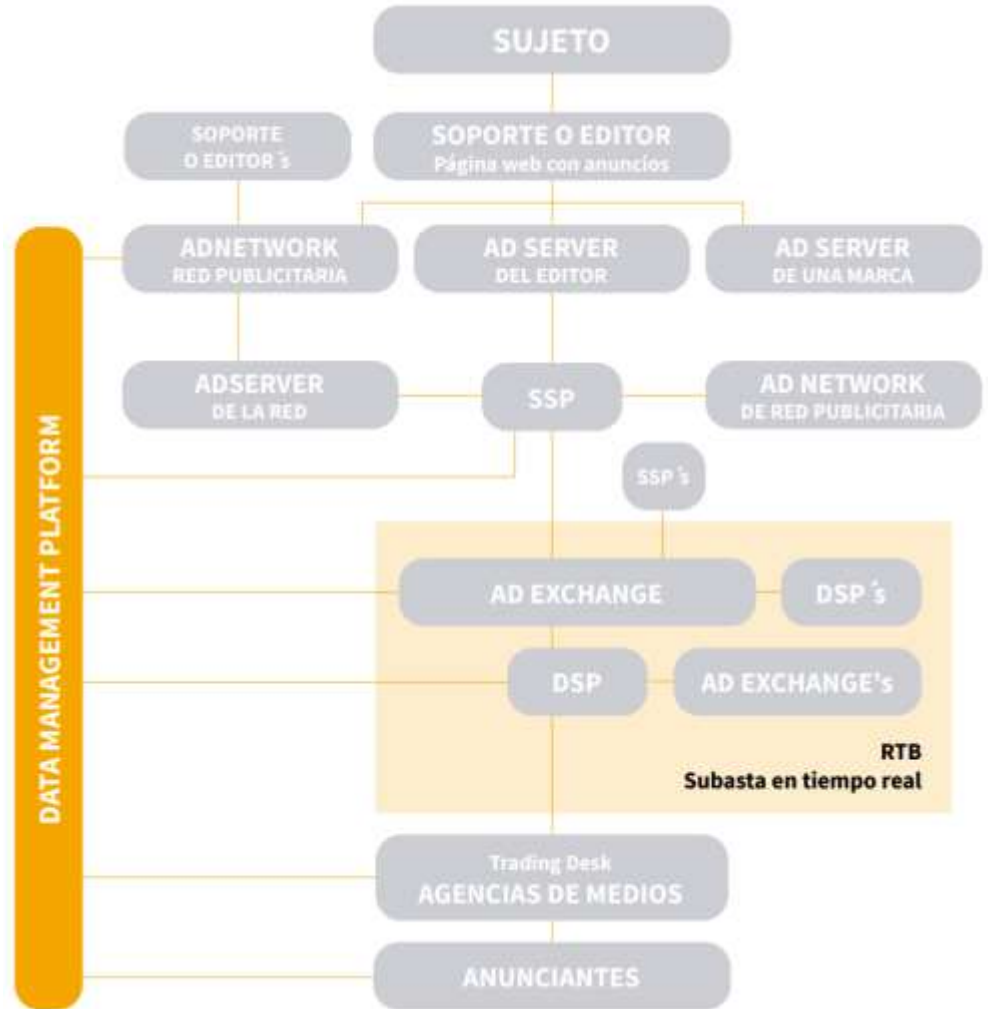 SUJETO
SOPORTE
O EDITOR´s
SOPORTE O EDITOR
Página web con anuncios
ADNETWORK
RED PUBLICITARIA
AD SERVER
DEL EDITOR
AD SERVER
DE UNA MARCA
ADSERVER
DE LA RED
SSP
AD NETWORK
DE RED PUBLICITARIA
SSP´s
DATA MANAGEMENT PLATFORM
AD EXCHANGE
DSP´s
DSP
AD EXCHANGE's
RTB
Subasta en tiempo real
Trading Desk
AGENCIAS DE MEDIOS
ANUNCIANTES